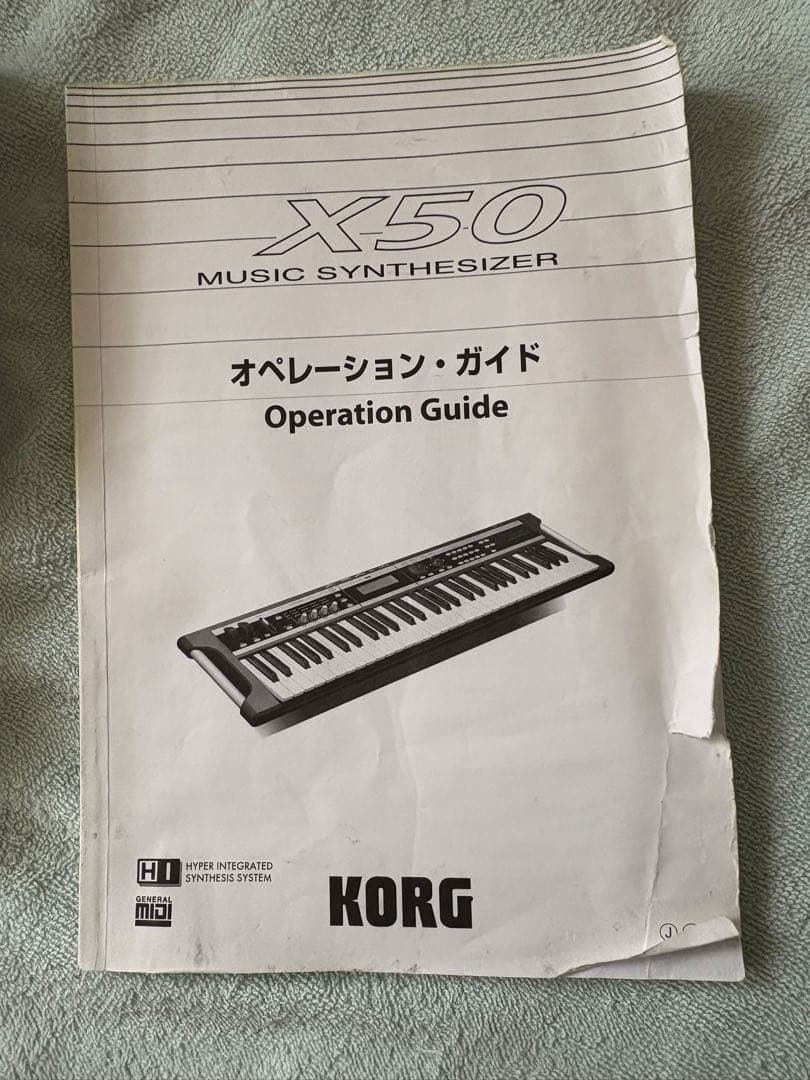 X50
MUSIC SYNTHESIZER
オペレーション・ガイド
Operation Guide
HI HYPER INTEGRATED
SYNTHESIS SYSTEM
GENERAL
MIDI
KORG
J